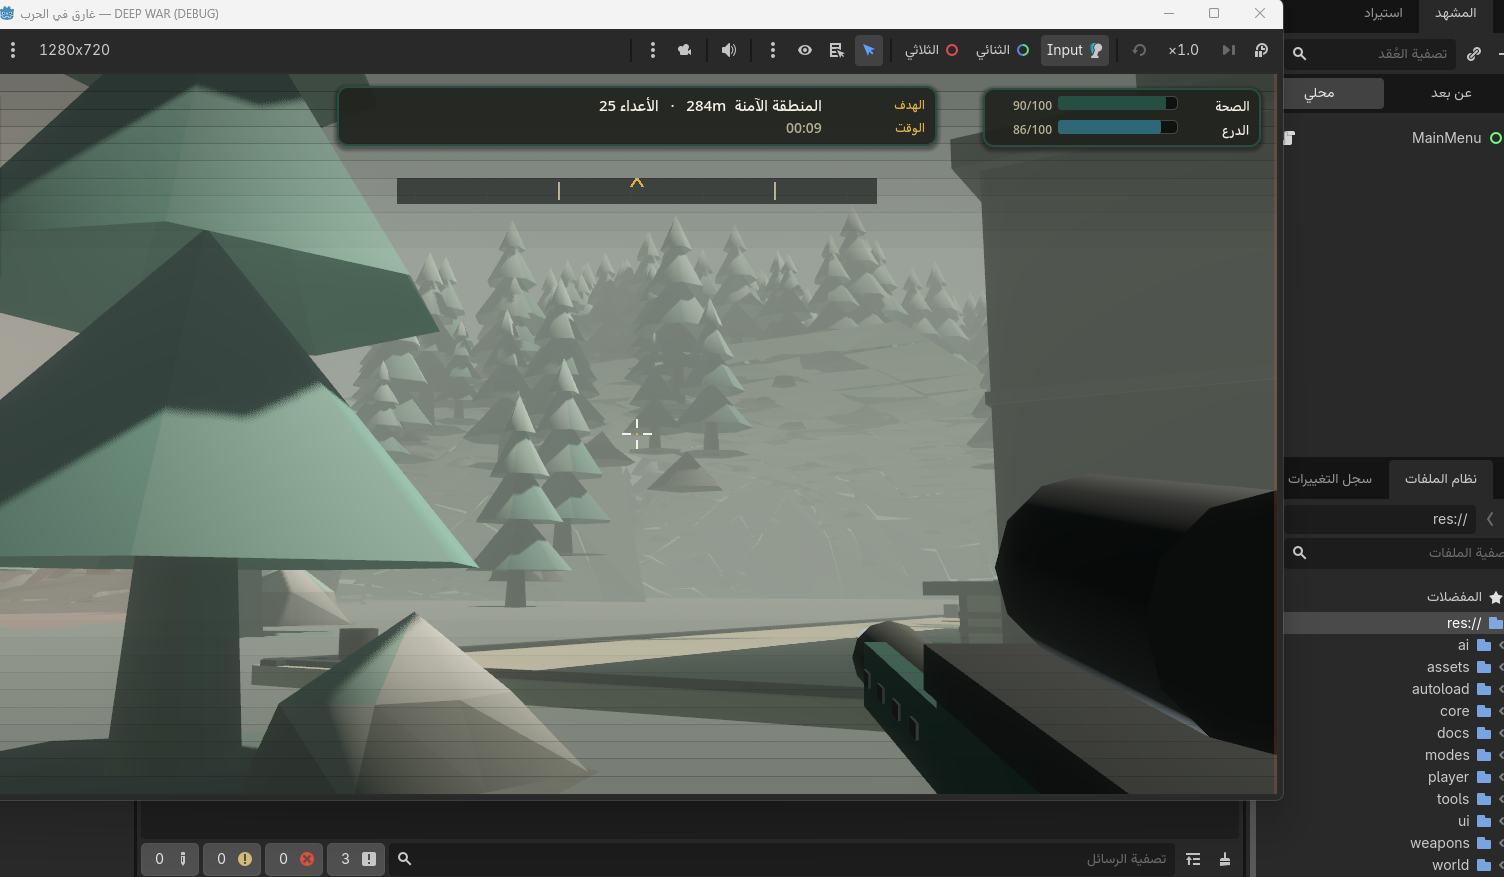 غارق في الحرب — DEEP WAR (DEBUG)
المشهد
استيراد
1280x720
الثلاثي
الثنائي
Input
×1.0
تصفية العُقد
عن بعد
محلي
MainMenu
الهدف
المنطقة الآمنة 284m · الأعداء 25
الوقت
00:09
الصحة
90/100
الدرع
86/100
نظام الملفات
سجل التغييرات
res://
تصفية الملفات
المفضلات
res://
ai
assets
autoload
core
docs
modes
player
tools
ui
weapons
world
0
0
0
3
تصفية الرسائل